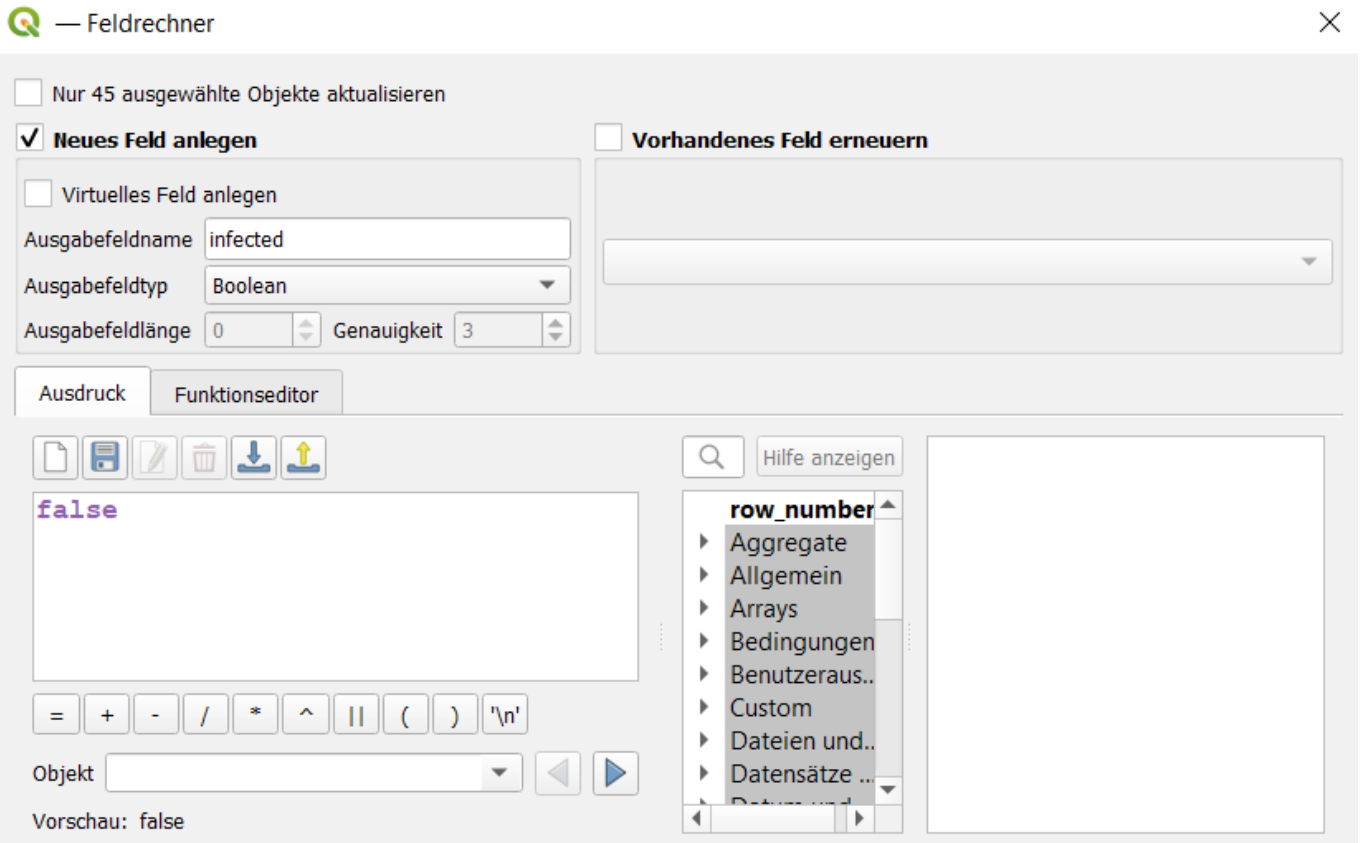 — Feldrechner
Nur 45 ausgewählte Objekte aktualisieren
Neues Feld anlegen
Vorhandenes Feld erneuern
Virtuelles Feld anlegen
Ausgabefeldname infected
Ausgabefeldtyp Boolean
Ausgabefeldlänge 0 Genauigkeit 3
Ausdruck Funktionseditor
Hilfe anzeigen
false
row_number
Aggregate
Allgemein
Arrays
Bedingungen
Benutzeraus..
Custom
Dateien und..
Datensätze ...
Datum und
= + - / * ^ || ( ) '\n'
Objekt
Vorschau: false